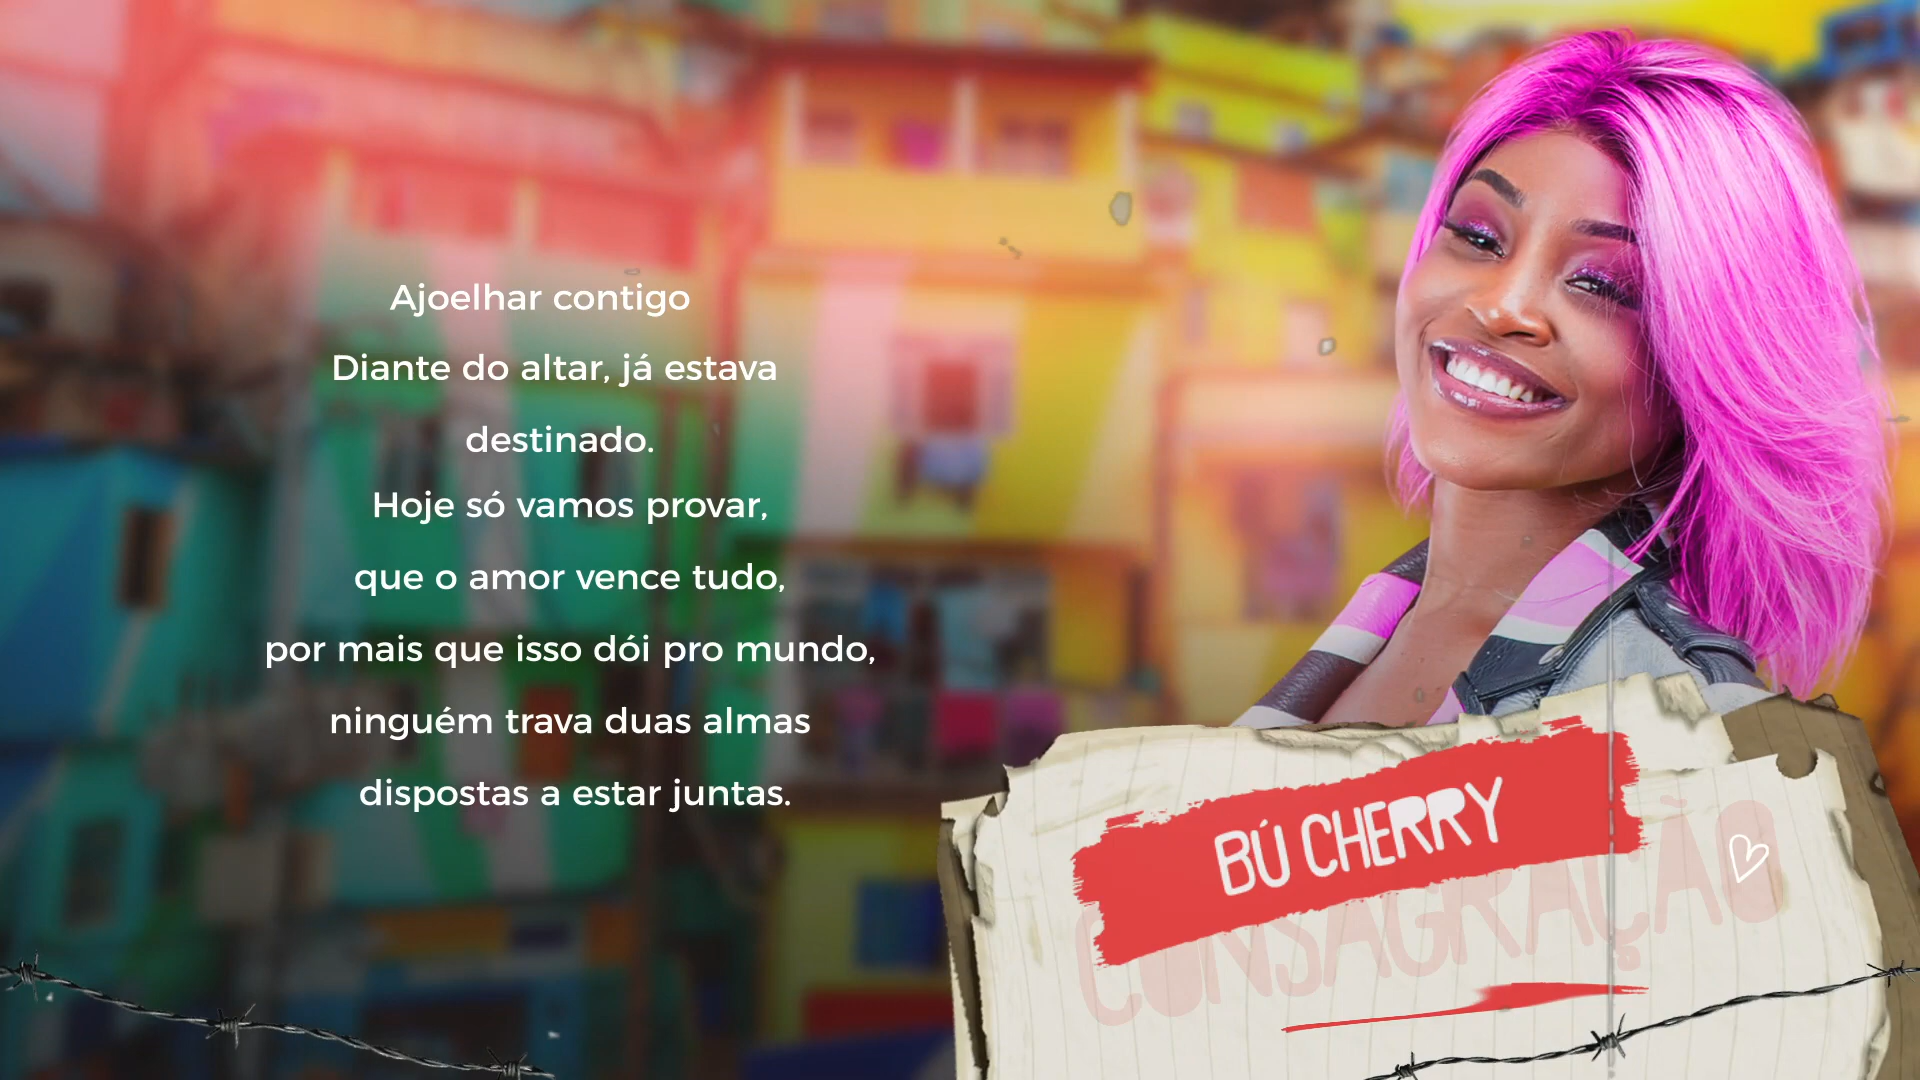 Ajoelhar contigo
Diante do altar, já estava
destinado.
Hoje só vamos provar,
que o amor vence tudo,
por mais que isso dói pro mundo,
ninguém trava duas almas
dispostas a estar juntas.
BÚ CHERRY
CONSAGRAÇÃO